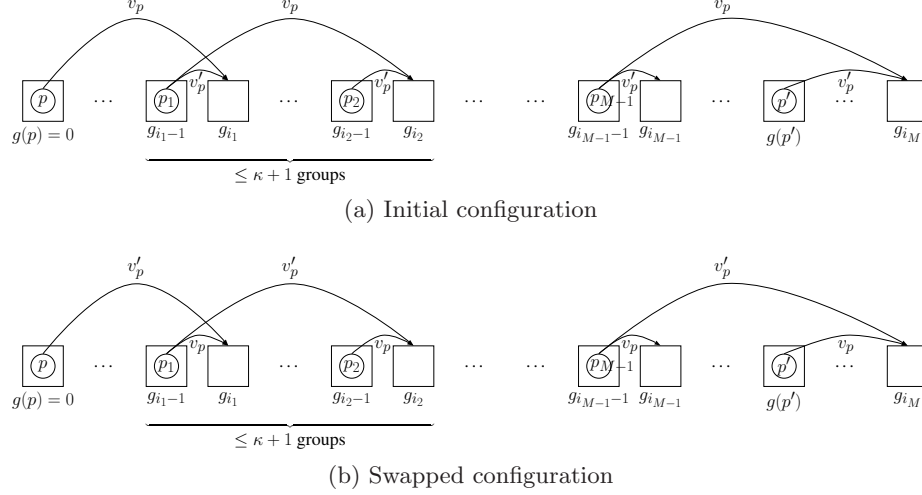 v_p v_p v_p
v'_p v'_p v'_p v'_p
p ... p_1 ... p_2 ... ... p_{M-1} ... p' ...
g(p) = 0 g_{i_1-1} g_{i_1} g_{i_2-1} g_{i_2} g_{i_{M-1}-1} g_{i_{M-1}} g(p') g_{i_M}
≤ κ + 1 groups
(a) Initial configuration
v'_p v'_p v'_p
v_p v_p v_p v_p
p ... p_1 ... p_2 ... ... p_{M-1} ... p' ...
g(p) = 0 g_{i_1-1} g_{i_1} g_{i_2-1} g_{i_2} g_{i_{M-1}-1} g_{i_{M-1}} g(p') g_{i_M}
≤ κ + 1 groups
(b) Swapped configuration